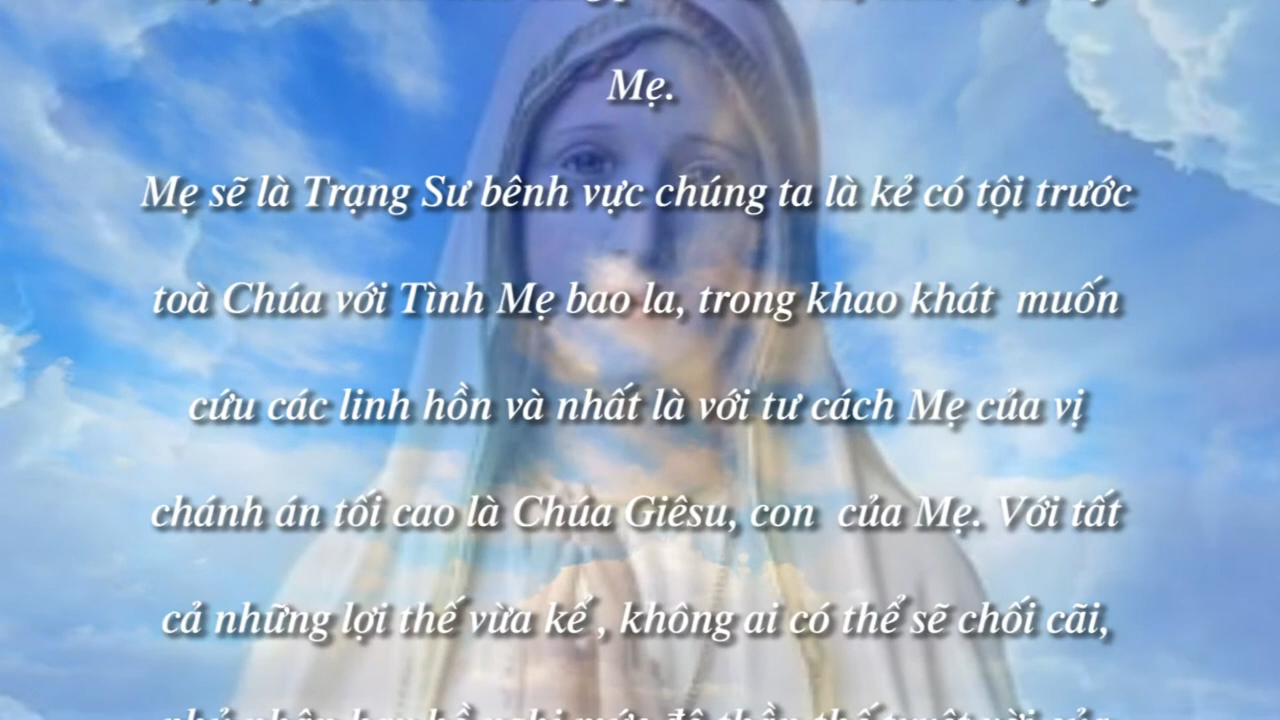 Mẹ.
Mẹ sẽ là Trạng Sư bênh vực chúng ta là kẻ có tội trước
toà Chúa với Tình Mẹ bao la, trong khao khát muốn
cứu các linh hồn và nhất là với tư cách Mẹ của vị
chánh án tối cao là Chúa Giêsu, con của Mẹ. Với tất
cả những lợi thế vừa kể , không ai có thể sẽ chối cãi,